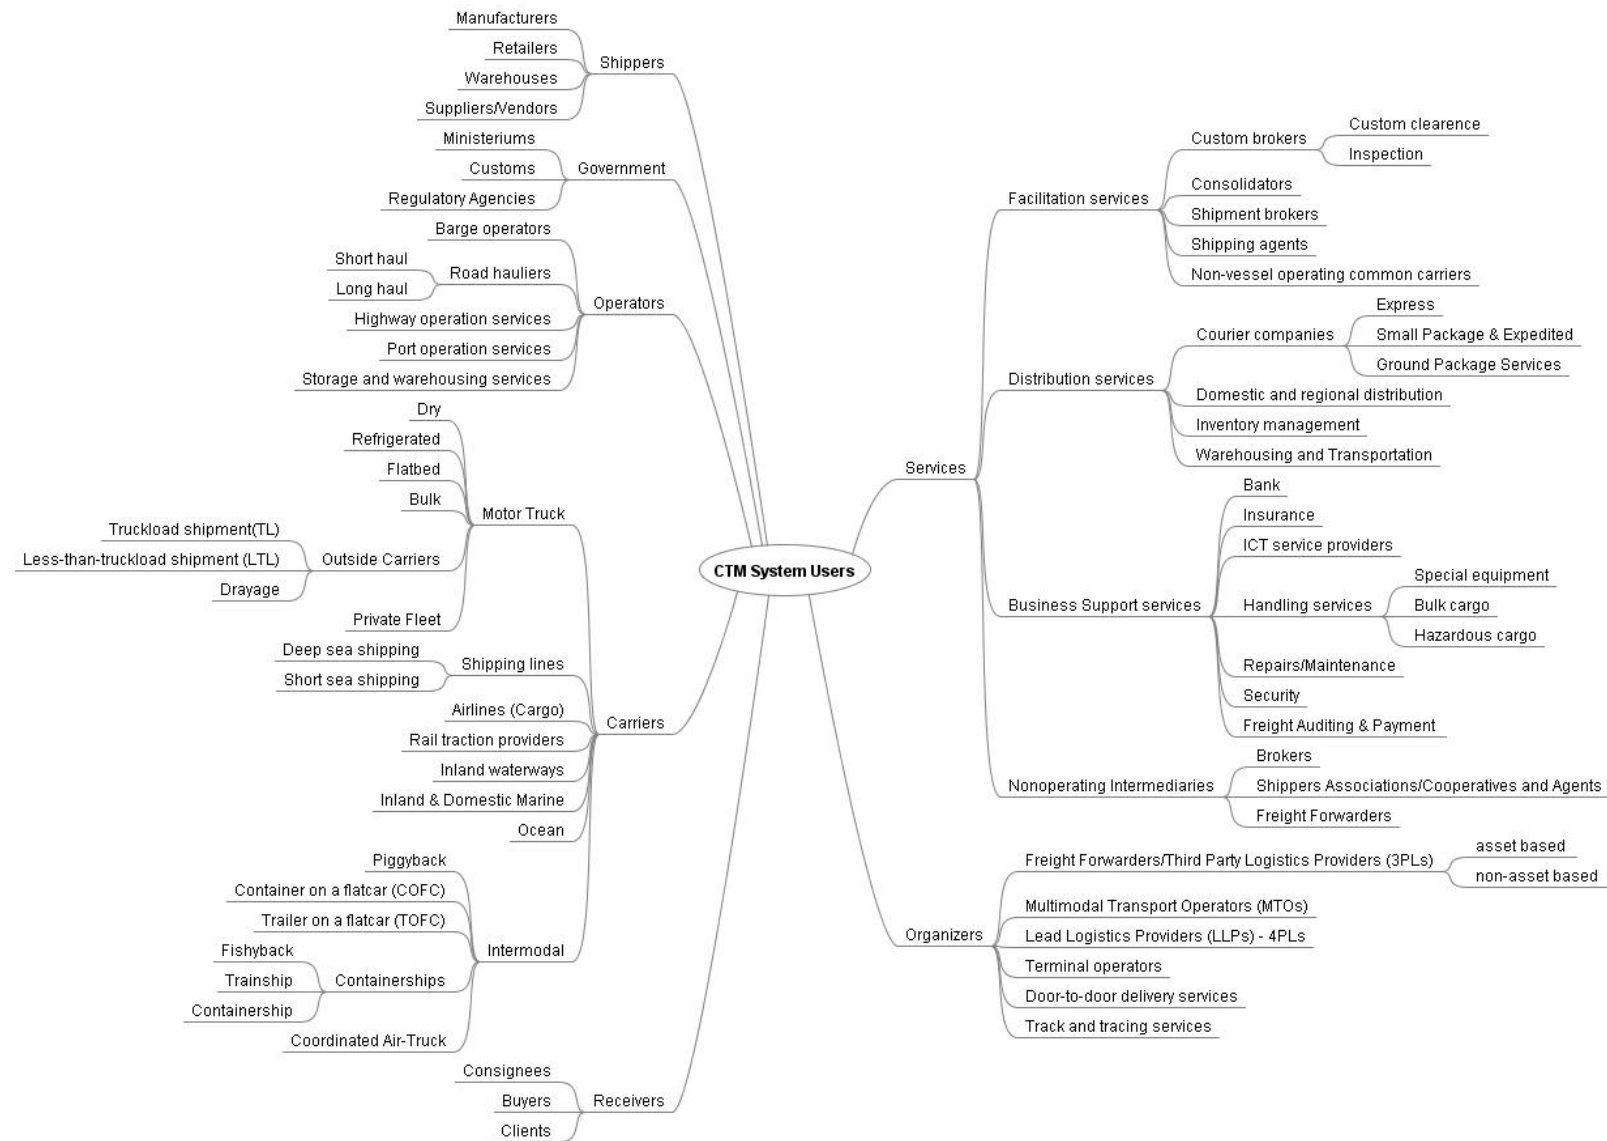 Manufacturers
Retailers
Warehouses
Suppliers/Vendors
Shippers
Ministeriums
Customs
Regulatory Agencies
Government
Barge operators
Short haul
Long haul
Road hauliers
Highway operation services
Port operation services
Storage and warehousing services
Operators
Dry
Refrigerated
Flatbed
Bulk
Truckload shipment(TL)
Less-than-truckload shipment (LTL)
Drayage
Outside Carriers
Private Fleet
Motor Truck
Deep sea shipping
Short sea shipping
Shipping lines
Airlines (Cargo)
Rail traction providers
Inland waterways
Inland & Domestic Marine
Ocean
Piggyback
Container on a flatcar (COFC)
Trailer on a flatcar (TOFC)
Fishyback
Trainship
Containership
Containerships
Coordinated Air-Truck
Intermodal
Carriers
Consignees
Buyers
Clients
Receivers
CTM System Users
Services
Facilitation services
Custom brokers
Custom clearence
Inspection
Consolidators
Shipment brokers
Shipping agents
Non-vessel operating common carriers
Distribution services
Courier companies
Express
Small Package & Expedited
Ground Package Services
Domestic and regional distribution
Inventory management
Warehousing and Transportation
Business Support services
Bank
Insurance
ICT service providers
Handling services
Special equipment
Bulk cargo
Hazardous cargo
Repairs/Maintenance
Security
Freight Auditing & Payment
Nonoperating Intermediaries
Brokers
Shippers Associations/Cooperatives and Agents
Freight Forwarders
Organizers
Freight Forwarders/Third Party Logistics Providers (3PLs)
asset based
non-asset based
Multimodal Transport Operators (MTOs)
Lead Logistics Providers (LLPs) - 4PLs
Terminal operators
Door-to-door delivery services
Track and tracing services